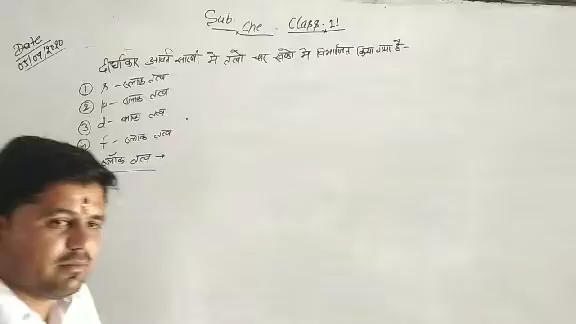 Sub. Che. Class-11
Date
05/07/2020
दीर्घाकार आवर्त सारणी में तत्वों चार ब्लॉकों में विभाजित किया गया है-
① s-ब्लॉक तत्व
② p-ब्लॉक तत्व
③ d-ब्लाक तत्व
④ f-ब्लाक तत्व
ब्लॉक तत्व →